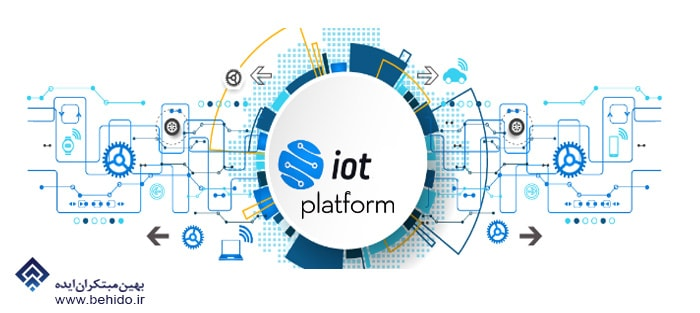 iot
platform
بهین مبتکران ایده
www.behido.ir